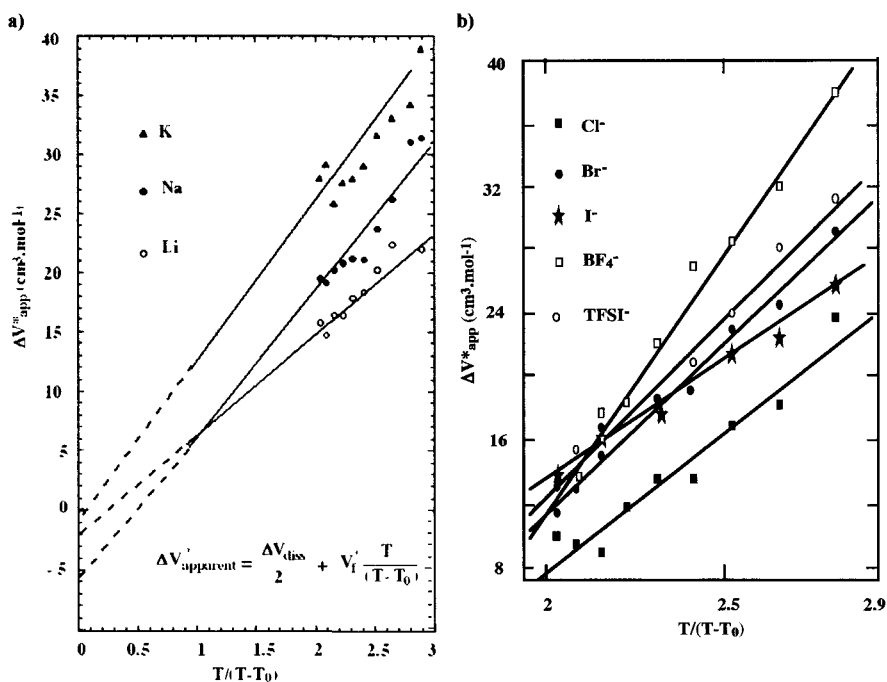 a)
40
35
30
25
20
15
10
5
0
-5
ΔV*app (cm³.mol-1)
K
Na
Li
ΔV*apparent = ΔVdiss/2 + Vf* T/(T-T0)
0 0.5 1 1.5 2 2.5 3
T/(T-T0)
b)
40
32
24
16
8
ΔV*app (cm³.mol-1)
Cl-
Br-
I-
BF4-
TFSI-
2 2.5 2.9
T/(T-T0)